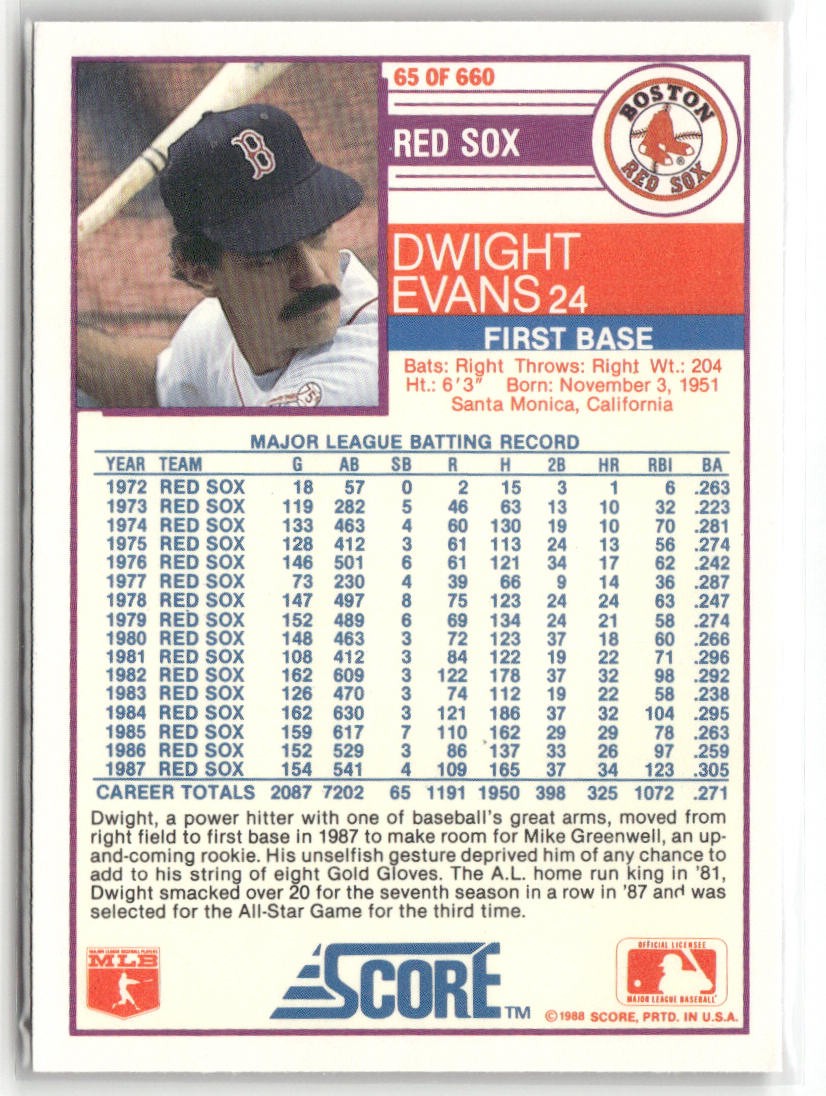 65 OF 660
RED SOX
BOSTON
RED SOX
®
B
DWIGHT
EVANS 24
FIRST BASE
Bats: Right Throws: Right Wt.: 204
Ht.: 6'3" Born: November 3, 1951
Santa Monica, California
MAJOR LEAGUE BATTING RECORD
YEAR TEAM G AB SB R H 2B HR RBI BA
1972 RED SOX 18 57 0 2 15 3 1 6 .263
1973 RED SOX 119 282 5 46 63 13 10 32 .223
1974 RED SOX 133 463 4 60 130 19 10 70 .281
1975 RED SOX 128 412 3 61 113 24 13 56 .274
1976 RED SOX 146 501 6 61 121 34 17 62 .242
1977 RED SOX 73 230 4 39 66 9 14 36 .287
1978 RED SOX 147 497 8 75 123 24 24 63 .247
1979 RED SOX 152 489 6 69 134 24 21 58 .274
1980 RED SOX 148 463 3 72 123 37 18 60 .266
1981 RED SOX 108 412 3 84 122 19 22 71 .296
1982 RED SOX 162 609 3 122 178 37 32 98 .292
1983 RED SOX 126 470 3 74 112 19 22 58 .238
1984 RED SOX 162 630 3 121 186 37 32 104 .295
1985 RED SOX 159 617 7 110 162 29 29 78 .263
1986 RED SOX 152 529 3 86 137 33 26 97 .259
1987 RED SOX 154 541 4 109 165 37 34 123 .305
CAREER TOTALS 2087 7202 65 1191 1950 398 325 1072 .271
Dwight, a power hitter with one of baseball's great arms, moved from
right field to first base in 1987 to make room for Mike Greenwell, an up-
and-coming rookie. His unselfish gesture deprived him of any chance to
add to his string of eight Gold Gloves. The A.L. home run king in '81,
Dwight smacked over 20 for the seventh season in a row in '87 and was
selected for the All-Star Game for the third time.
MAJOR LEAGUE BASEBALL PLAYERS
MLB
SCORE TM
©1988 SCORE, PRTD. IN U.S.A.
OFFICIAL LICENSEE
MAJOR LEAGUE BASEBALL